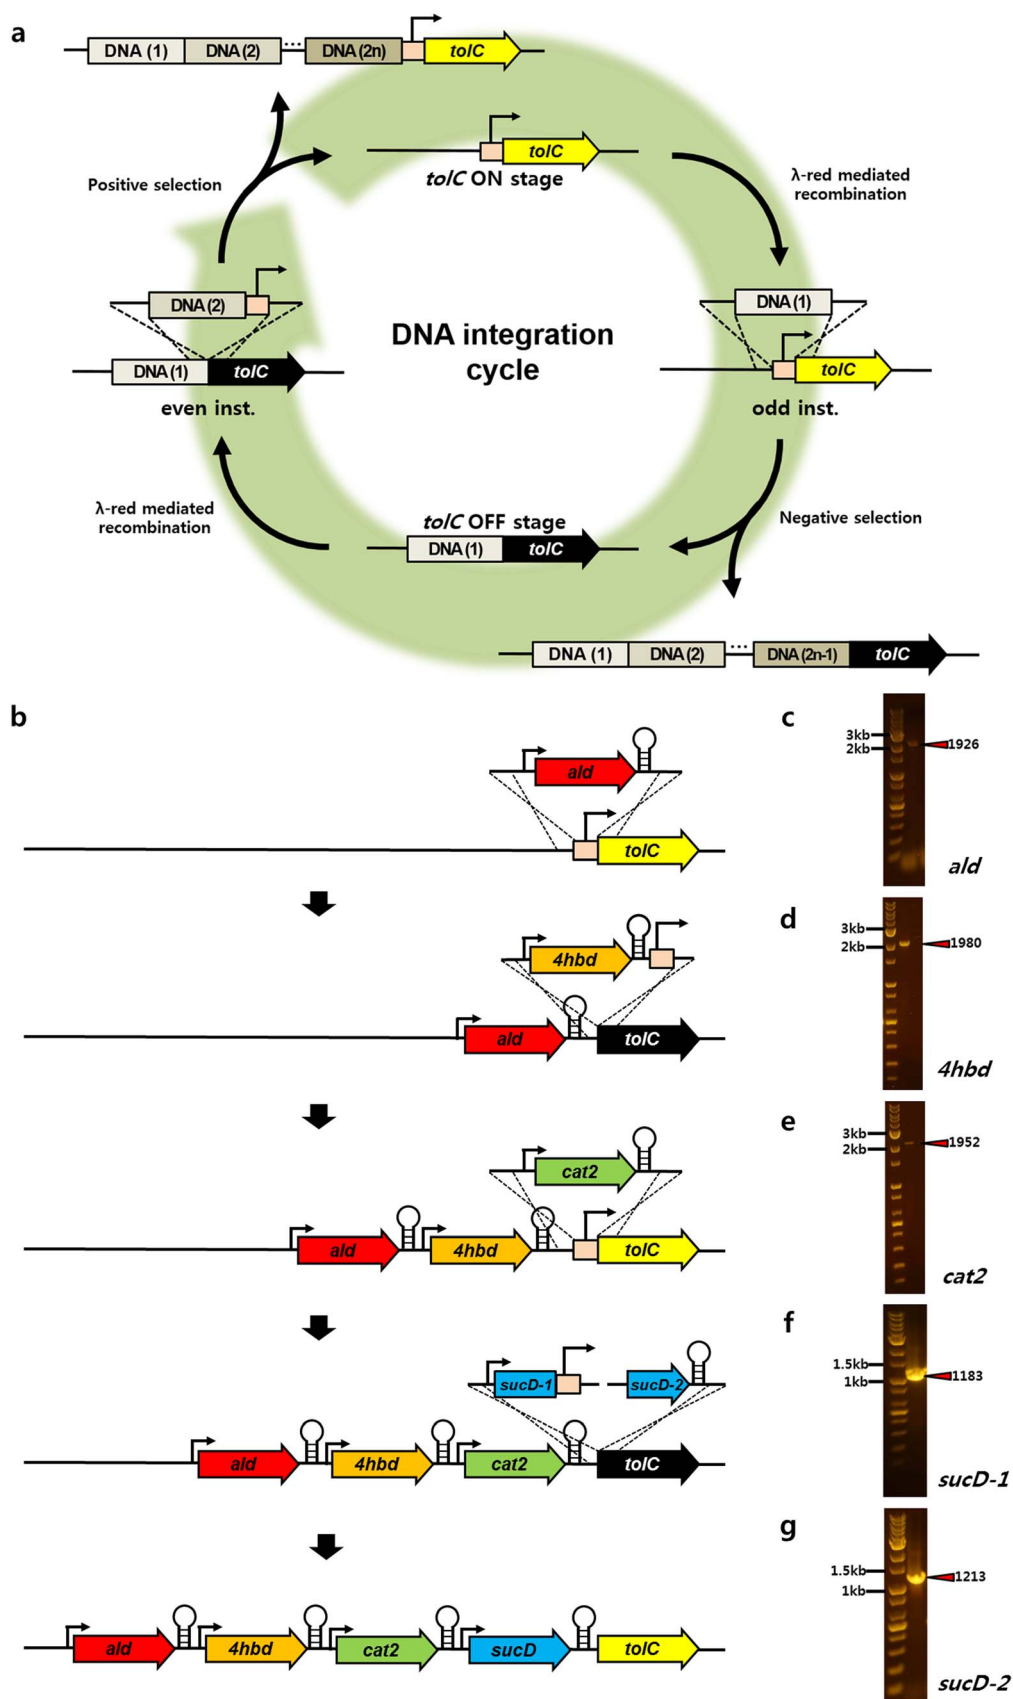 a
DNA (1) DNA (2) ... DNA (2n) tolC
tolC
tolC ON stage
Positive selection
λ-red mediated
recombination
DNA (2)
DNA (1)
DNA (1) tolC
even inst.
DNA integration
cycle
tolC
odd inst.
λ-red mediated
recombination
tolC OFF stage
DNA (1) tolC
Negative selection
DNA (1) DNA (2) ... DNA (2n-1) tolC
b
ald
tolC
c
3kb
2kb
1926
ald
4hbd
ald tolC
d
3kb
2kb
1980
4hbd
cat2
ald 4hbd tolC
e
3kb
2kb
1952
cat2
sucD-1 sucD-2
ald 4hbd cat2 tolC
f
1.5kb
1kb
1183
sucD-1
ald 4hbd cat2 sucD tolC
g
1.5kb
1kb
1213
sucD-2